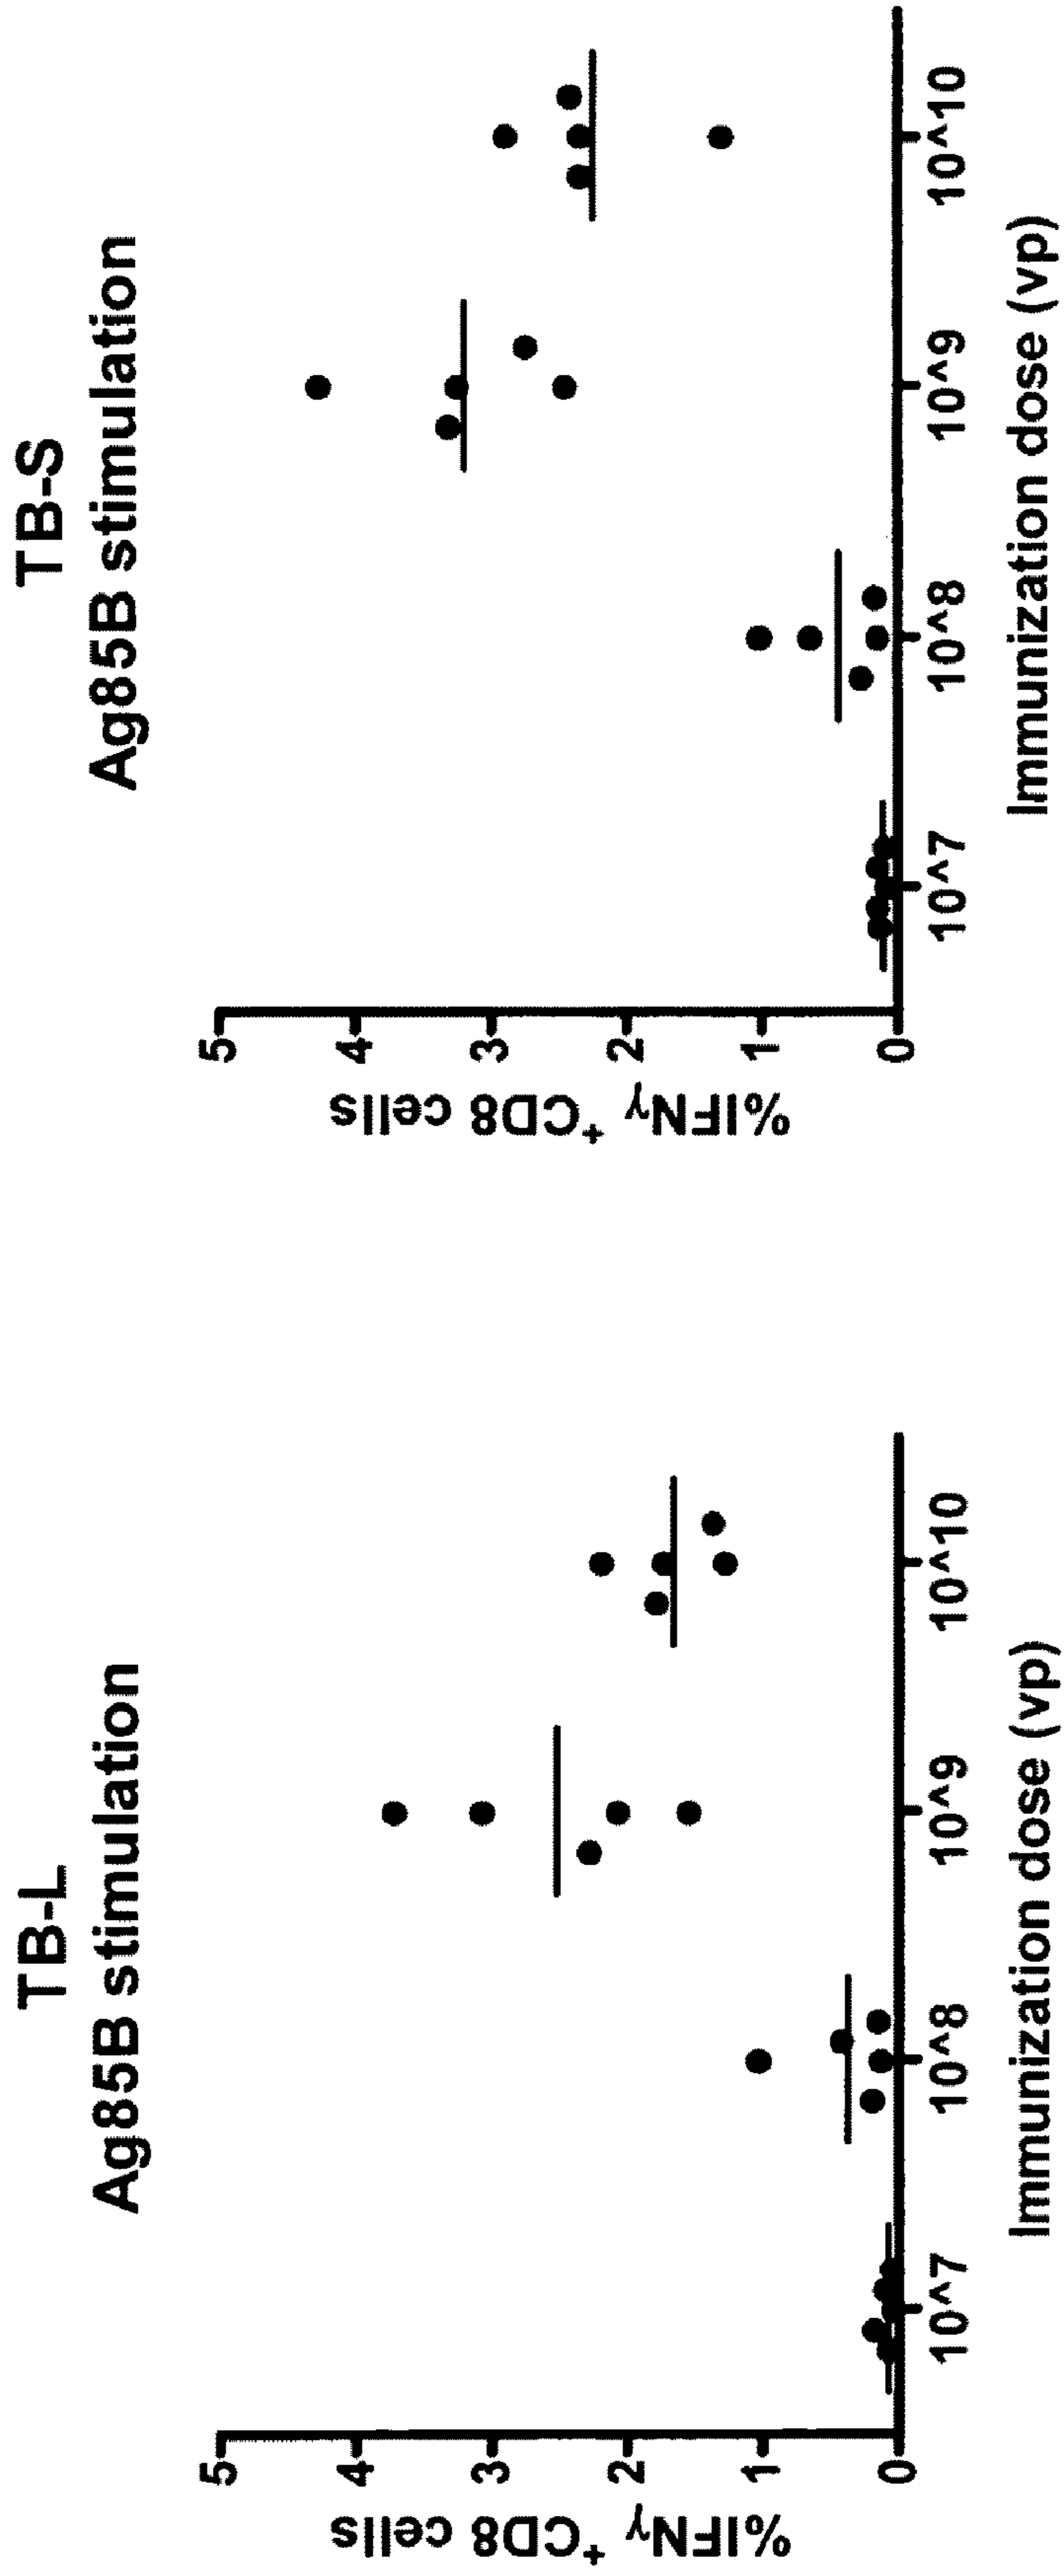 TB-L
Ag85B stimulation
%IFNγ +CD8 cells
5
4
3
2
1
0
10^7
10^8
10^9
10^10
Immunization dose (vp)
TB-S
Ag85B stimulation
%IFNγ +CD8 cells
5
4
3
2
1
0
10^7
10^8
10^9
10^10
Immunization dose (vp)